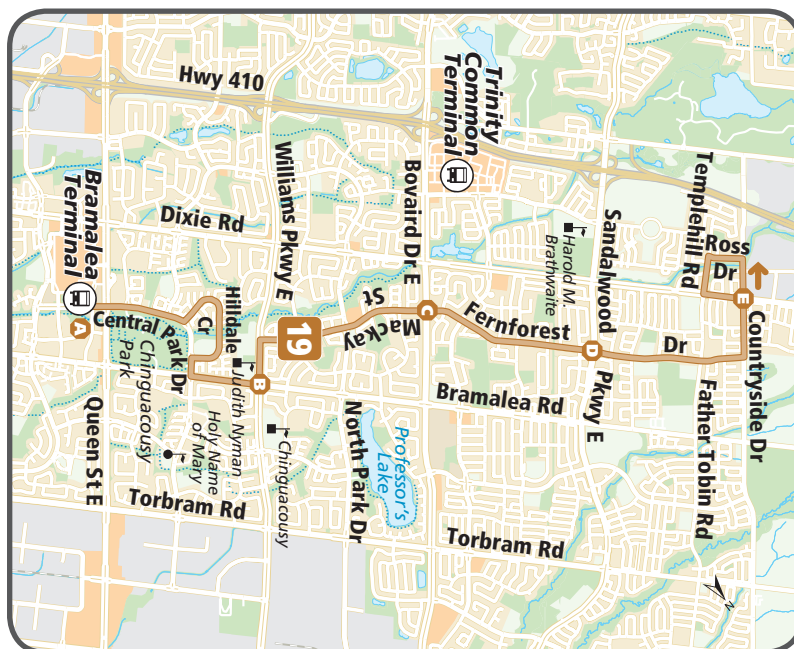 Hwy 410
Trinity
Common
Terminal
Bramalea
Terminal
Williams Pkwy E
Dixie Rd
Bovaird Dr E
Harold M.
Brathwaite
Sandalwood
Pkwy E
Templehill Rd
Ross
Dr
E
Countryside Dr
Hilldale
Cr
19
Mackay
St
C
Fernforest
Dr
D
A
Central Park Dr
Chinguacousy
Park
B
Judith Nyman
Holy Name
of Mary
Chinguacousy
Bramalea Rd
Father Tobin Rd
Queen St E
North Park Dr
Professor's
Lake
Torbram Rd
Torbram Rd
N